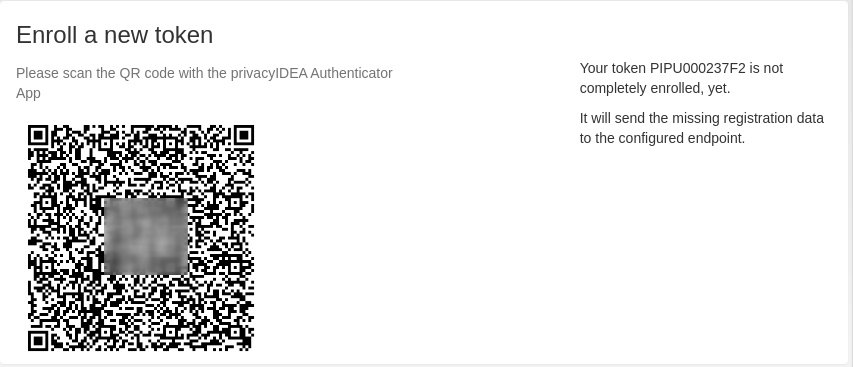 Enroll a new token
Please scan the QR code with the privacyIDEA Authenticator
App
Your token PIPU000237F2 is not
completely enrolled, yet.
It will send the missing registration data
to the configured endpoint.